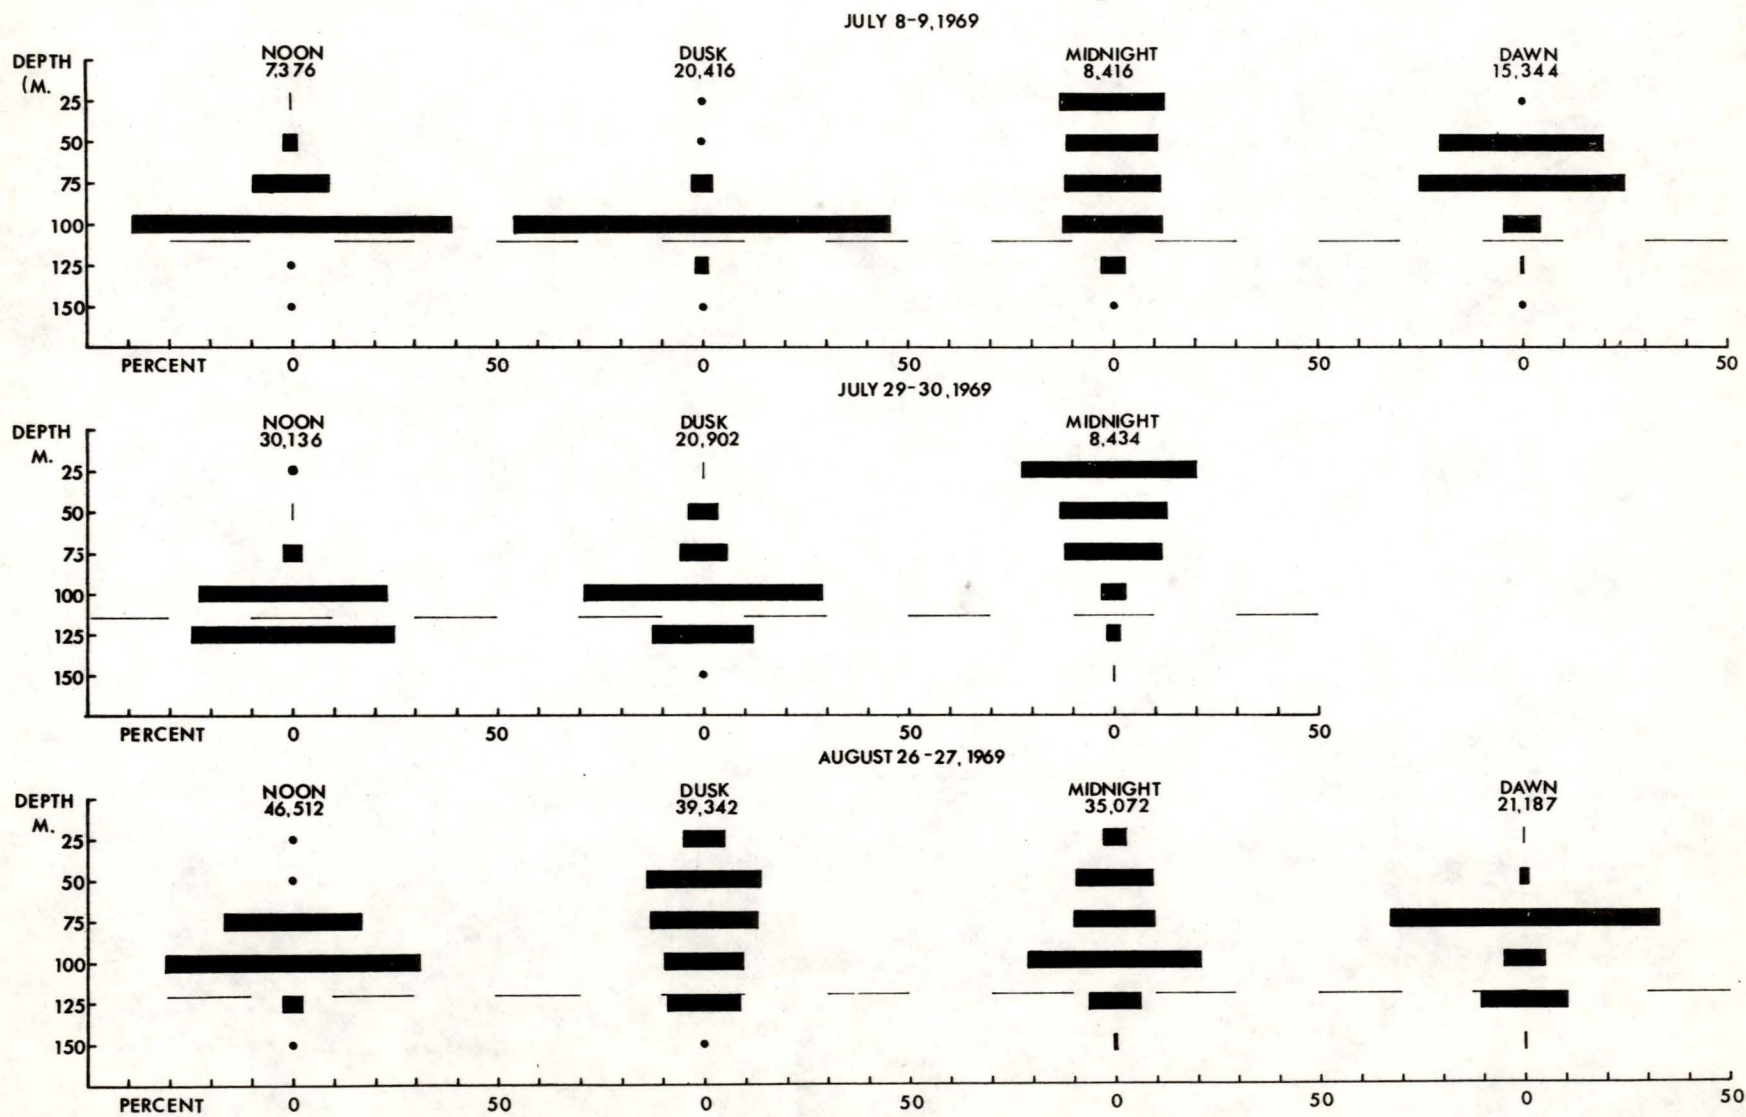 JULY 8-9,1969
NOON DUSK MIDNIGHT DAWN
DEPTH 7,376 20,416 8,416 15,344
(M.
25
50
75
100
125
150
PERCENT 0 50 0 50 0 50 0 50
JULY 29-30,1969
NOON DUSK MIDNIGHT
DEPTH 30,136 20,902 8,434
M.
25
50
75
100
125
150
PERCENT 0 50 0 50 0 50
AUGUST 26-27, 1969
NOON DUSK MIDNIGHT DAWN
DEPTH 46,512 39,342 35,072 21,187
M.
25
50
75
100
125
150
PERCENT 0 50 0 50 0 50 0 50